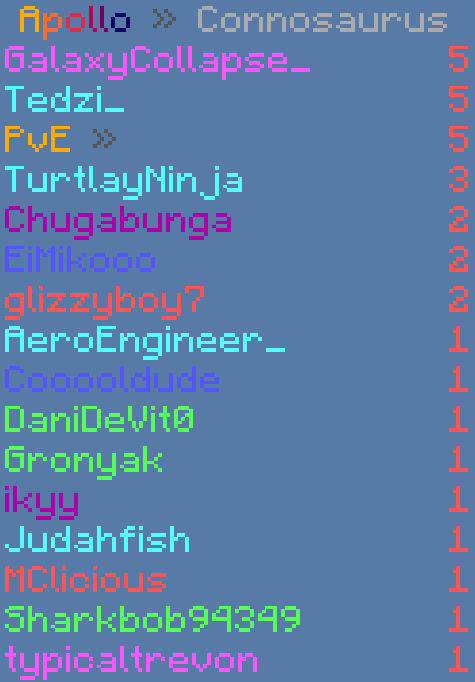 Apollo » Connosaurus
GalaxyCollapse_ 5
Tedzi_ 5
PvE » 5
TurtlayNinja 3
Chugabunga 2
EiMikooo 2
glizzyboy7 2
AeroEngineer_ 1
Cooooldude 1
DaniDeVit0 1
Gronyak 1
ikyy 1
Judahfish 1
MClicious 1
Sharkbob94349 1
typicaltrevon 1